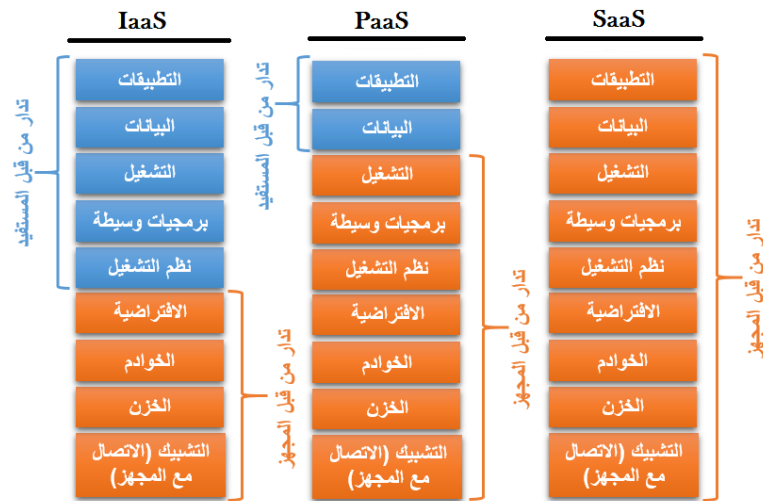 IaaS
تدار من قبل المستفيد
التطبيقات
البيانات
التشغيل
برمجيات وسيطة
نظم التشغيل
الافتراضية
الخوادم
الخزن
التشبيك (الاتصال
مع المجهز)
تدار من قبل المجهز
PaaS
تدار من قبل المستفيد
التطبيقات
البيانات
التشغيل
برمجيات وسيطة
نظم التشغيل
الافتراضية
الخوادم
الخزن
التشبيك (الاتصال
مع المجهز)
تدار من قبل المجهز
SaaS
التطبيقات
البيانات
التشغيل
برمجيات وسيطة
نظم التشغيل
الافتراضية
الخوادم
الخزن
التشبيك (الاتصال
مع المجهز)
تدار من قبل المجهز